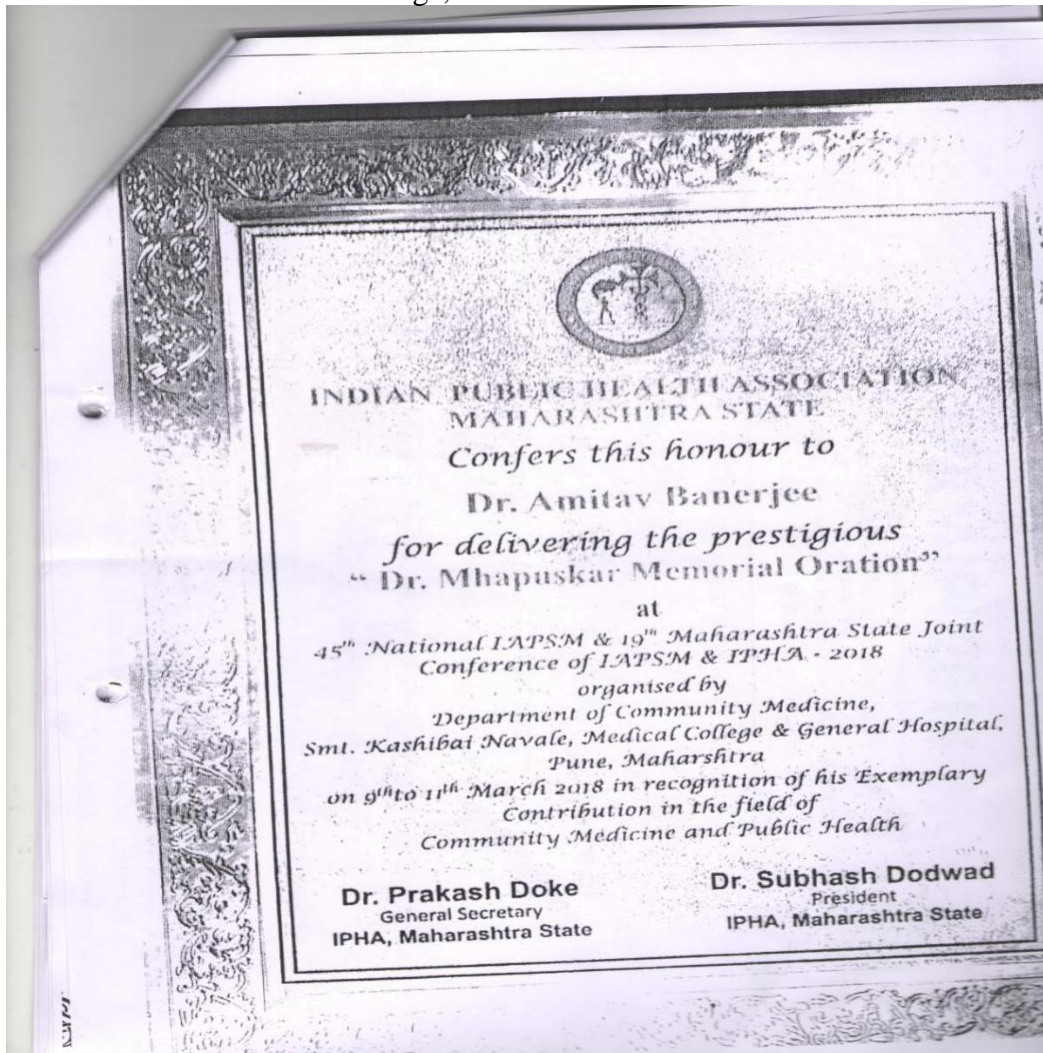 INDIAN PUBLIC HEALTH ASSOCIATION
MAHARASHTRA STATE
Confers this honour to
Dr. Amitav Banerjee
for delivering the prestigious
“ Dr. Mhapuskar Memorial Oration”
at
45th National IAPSM & 19th Maharashtra State Joint
Conference of IAPSM & IPHA - 2018
organised by
Department of Community Medicine,
Smt. Kashibai Navale, Medical College & General Hospital,
Pune, Maharshtra
on 9th to 11th March 2018 in recognition of his Exemplary
Contribution in the field of
Community Medicine and Public Health
Dr. Prakash Doke
General Secretary
IPHA, Maharashtra State
Dr. Subhash Dodwad
President
IPHA, Maharashtra State